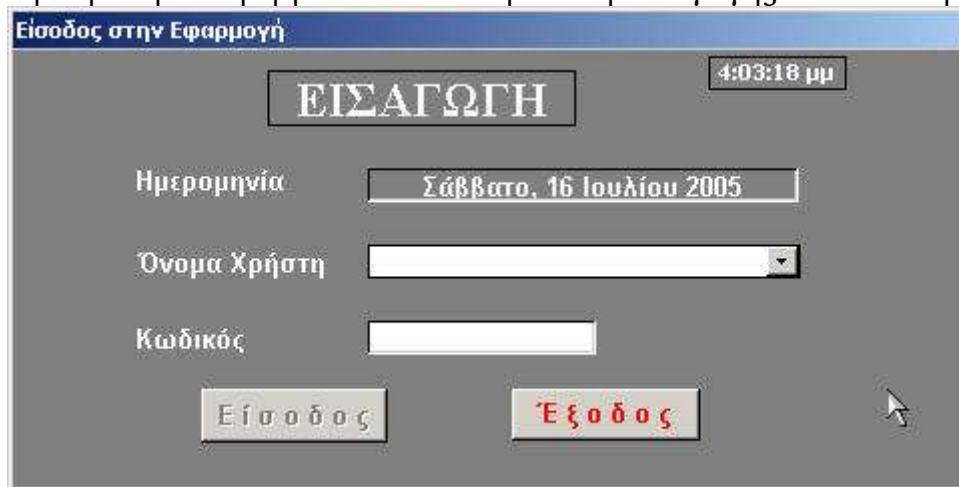 Είσοδος στην Εφαρμογή
4:03:18 μμ
ΕΙΣΑΓΩΓΗ
Ημερομηνία Σάββατο, 16 Ιουλίου 2005
Όνομα Χρήστη
Κωδικός
Είσοδος Έξοδος